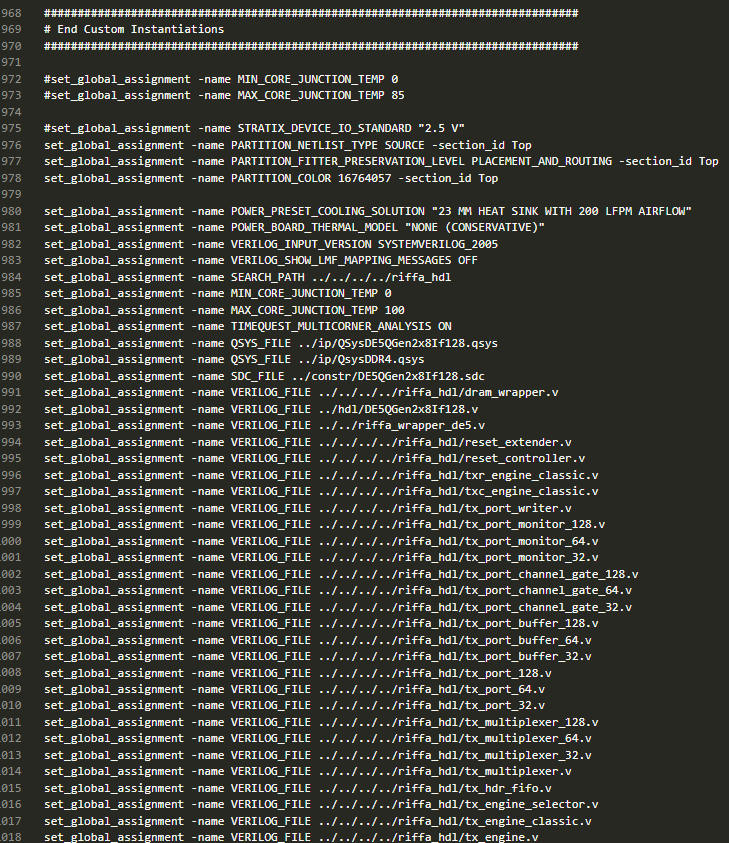 968 ################################################################################
969 # End Custom Instantiations
970 ################################################################################
971
972 #set_global_assignment -name MIN_CORE_JUNCTION_TEMP 0
973 #set_global_assignment -name MAX_CORE_JUNCTION_TEMP 85
974
975 #set_global_assignment -name STRATIX_DEVICE_IO_STANDARD "2.5 V"
976 set_global_assignment -name PARTITION_NETLIST_TYPE SOURCE -section_id Top
977 set_global_assignment -name PARTITION_FITTER_PRESERVATION_LEVEL PLACEMENT_AND_ROUTING -section_id Top
978 set_global_assignment -name PARTITION_COLOR 16764057 -section_id Top
979
980 set_global_assignment -name POWER_PRESET_COOLING_SOLUTION "23 MM HEAT SINK WITH 200 LFPM AIRFLOW"
981 set_global_assignment -name POWER_BOARD_THERMAL_MODEL "NONE (CONSERVATIVE)"
982 set_global_assignment -name VERILOG_INPUT_VERSION SYSTEMVERILOG_2005
983 set_global_assignment -name VERILOG_SHOW_LMF_MAPPING_MESSAGES OFF
984 set_global_assignment -name SEARCH_PATH ../../../../riffa_hdl
985 set_global_assignment -name MIN_CORE_JUNCTION_TEMP 0
986 set_global_assignment -name MAX_CORE_JUNCTION_TEMP 100
987 set_global_assignment -name TIMEQUEST_MULTICORNER_ANALYSIS ON
988 set_global_assignment -name QSYS_FILE ../ip/QSysDE5QGen2x8If128.qsys
989 set_global_assignment -name QSYS_FILE ../ip/QsysDDR4.qsys
990 set_global_assignment -name SDC_FILE ../constr/DE5QGen2x8If128.sdc
991 set_global_assignment -name VERILOG_FILE ../../../../riffa_hdl/dram_wrapper.v
992 set_global_assignment -name VERILOG_FILE ../hdl/DE5QGen2x8If128.v
993 set_global_assignment -name VERILOG_FILE ../../riffa_wrapper_de5.v
994 set_global_assignment -name VERILOG_FILE ../../../../riffa_hdl/reset_extender.v
995 set_global_assignment -name VERILOG_FILE ../../../../riffa_hdl/reset_controller.v
996 set_global_assignment -name VERILOG_FILE ../../../../riffa_hdl/txr_engine_classic.v
997 set_global_assignment -name VERILOG_FILE ../../../../riffa_hdl/txc_engine_classic.v
998 set_global_assignment -name VERILOG_FILE ../../../../riffa_hdl/tx_port_writer.v
999 set_global_assignment -name VERILOG_FILE ../../../../riffa_hdl/tx_port_monitor_128.v
000 set_global_assignment -name VERILOG_FILE ../../../../riffa_hdl/tx_port_monitor_64.v
001 set_global_assignment -name VERILOG_FILE ../../../../riffa_hdl/tx_port_monitor_32.v
002 set_global_assignment -name VERILOG_FILE ../../../../riffa_hdl/tx_port_channel_gate_128.v
003 set_global_assignment -name VERILOG_FILE ../../../../riffa_hdl/tx_port_channel_gate_64.v
004 set_global_assignment -name VERILOG_FILE ../../../../riffa_hdl/tx_port_channel_gate_32.v
005 set_global_assignment -name VERILOG_FILE ../../../../riffa_hdl/tx_port_buffer_128.v
006 set_global_assignment -name VERILOG_FILE ../../../../riffa_hdl/tx_port_buffer_64.v
007 set_global_assignment -name VERILOG_FILE ../../../../riffa_hdl/tx_port_buffer_32.v
008 set_global_assignment -name VERILOG_FILE ../../../../riffa_hdl/tx_port_128.v
009 set_global_assignment -name VERILOG_FILE ../../../../riffa_hdl/tx_port_64.v
010 set_global_assignment -name VERILOG_FILE ../../../../riffa_hdl/tx_port_32.v
011 set_global_assignment -name VERILOG_FILE ../../../../riffa_hdl/tx_multiplexer_128.v
012 set_global_assignment -name VERILOG_FILE ../../../../riffa_hdl/tx_multiplexer_64.v
013 set_global_assignment -name VERILOG_FILE ../../../../riffa_hdl/tx_multiplexer_32.v
014 set_global_assignment -name VERILOG_FILE ../../../../riffa_hdl/tx_multiplexer.v
015 set_global_assignment -name VERILOG_FILE ../../../../riffa_hdl/tx_hdr_fifo.v
016 set_global_assignment -name VERILOG_FILE ../../../../riffa_hdl/tx_engine_selector.v
017 set_global_assignment -name VERILOG_FILE ../../../../riffa_hdl/tx_engine_classic.v
018 set_global_assignment -name VERILOG_FILE ../../../../riffa_hdl/tx_engine.v